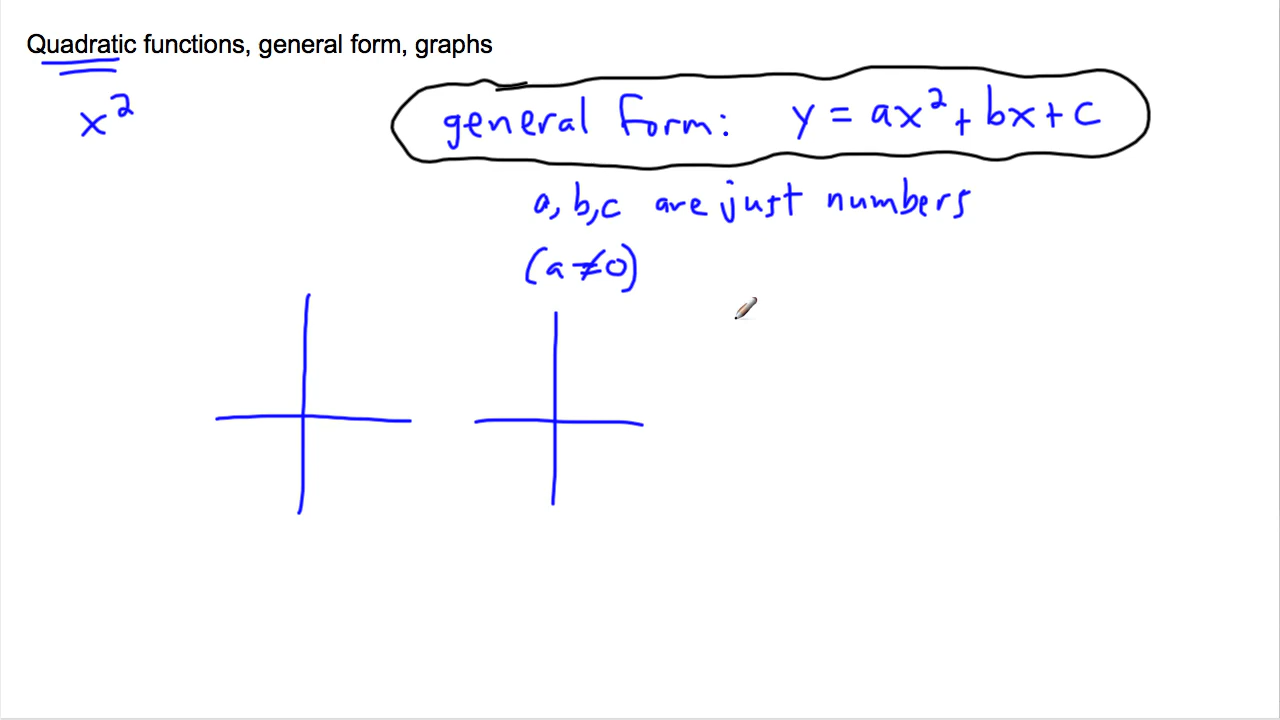 Quadratic functions, general form, graphs
x²
general form: y = ax² + bx + c
a, b, c are just numbers
(a ≠ 0)